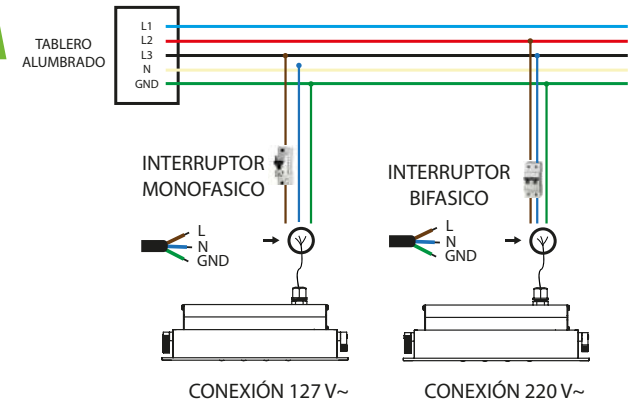 TABLERO
ALUMBRADO
L1
L2
L3
N
GND
INTERRUPTOR
MONOFASICO
INTERRUPTOR
BIFASICO
L
N
GND
L
N
GND
CONEXIÓN 127 V~
CONEXIÓN 220 V~